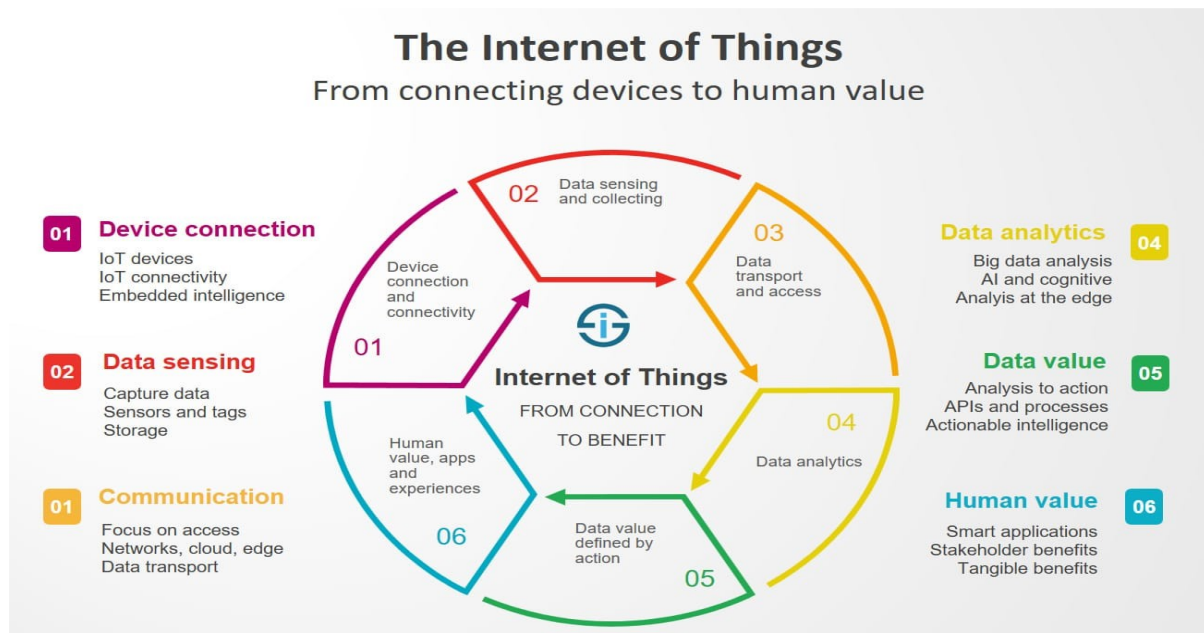 The Internet of Things
From connecting devices to human value
01
Device connection
IoT devices
IoT connectivity
Embedded intelligence
02
Data sensing
Capture data
Sensors and tags
Storage
01
Communication
Focus on access
Networks, cloud, edge
Data transport
01
Device
connection
and
connectivity
02
Data sensing
and collecting
03
Data
transport
and access
04
Data analytics
05
Data value
defined by
action
06
Human
value, apps
and
experiences
SiG
Internet of Things
FROM CONNECTION
TO BENEFIT
Data analytics
04
Big data analysis
AI and cognitive
Analyis at the edge
Data value
05
Analysis to action
APIs and processes
Actionable intelligence
Human value
06
Smart applications
Stakeholder benefits
Tangible benefits